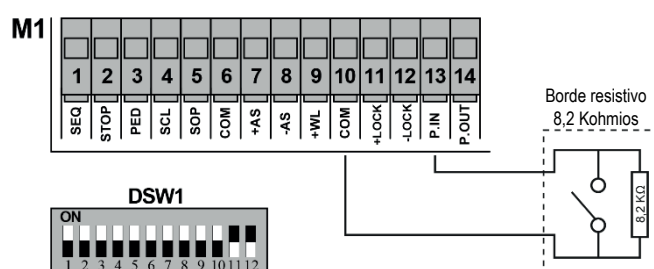 M1
1 2 3 4 5 6 7 8 9 10 11 12 13 14
SEQ STOP PED SCL SOP COM +AS -AS +WL COM +LOCK -LOCK P.IN P.OUT
Borde resistivo
8,2 Kohmios
8,2 KΩ
DSW1
ON
1 2 3 4 5 6 7 8 9 10 11 12